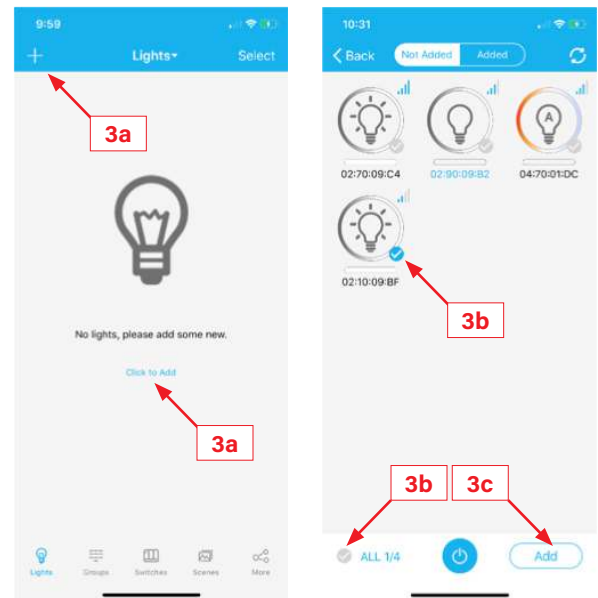 9:59
Lights
Select
3a
No lights, please add some new.
Click to Add
3a
Lights
Groups
Switches
Scenes
More
10:31
Back
Not Added
Added
A
02:70:09:C4
02:90:09:B2
04:70:01:DC
02:10:09:BF
3b
3b
3c
ALL 1/4
Add